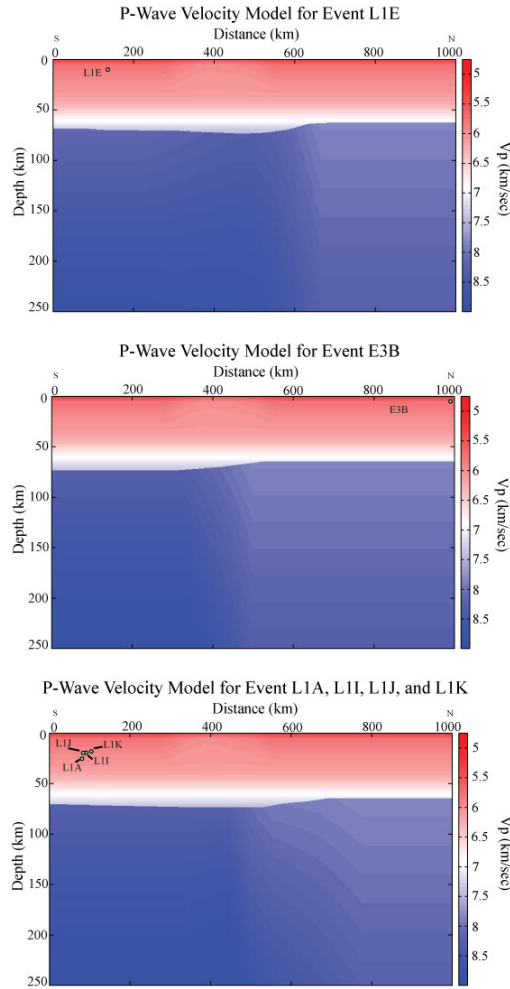 P-Wave Velocity Model for Event L1E
Distance (km)
S N
0 200 400 600 800 1000
0
50
100
150
200
250
Depth (km)
L1E
5
5.5
6
6.5
7
7.5
8
8.5
Vp (km/sec)
P-Wave Velocity Model for Event E3B
Distance (km)
S N
0 200 400 600 800 1000
0
50
100
150
200
250
Depth (km)
E3B
5
5.5
6
6.5
7
7.5
8
8.5
Vp (km/sec)
P-Wave Velocity Model for Event L1A, L1I, L1J, and L1K
Distance (km)
S N
0 200 400 600 800 1000
0
50
100
150
200
250
Depth (km)
L1J L1K
L1A L1I
5
5.5
6
6.5
7
7.5
8
8.5
Vp (km/sec)